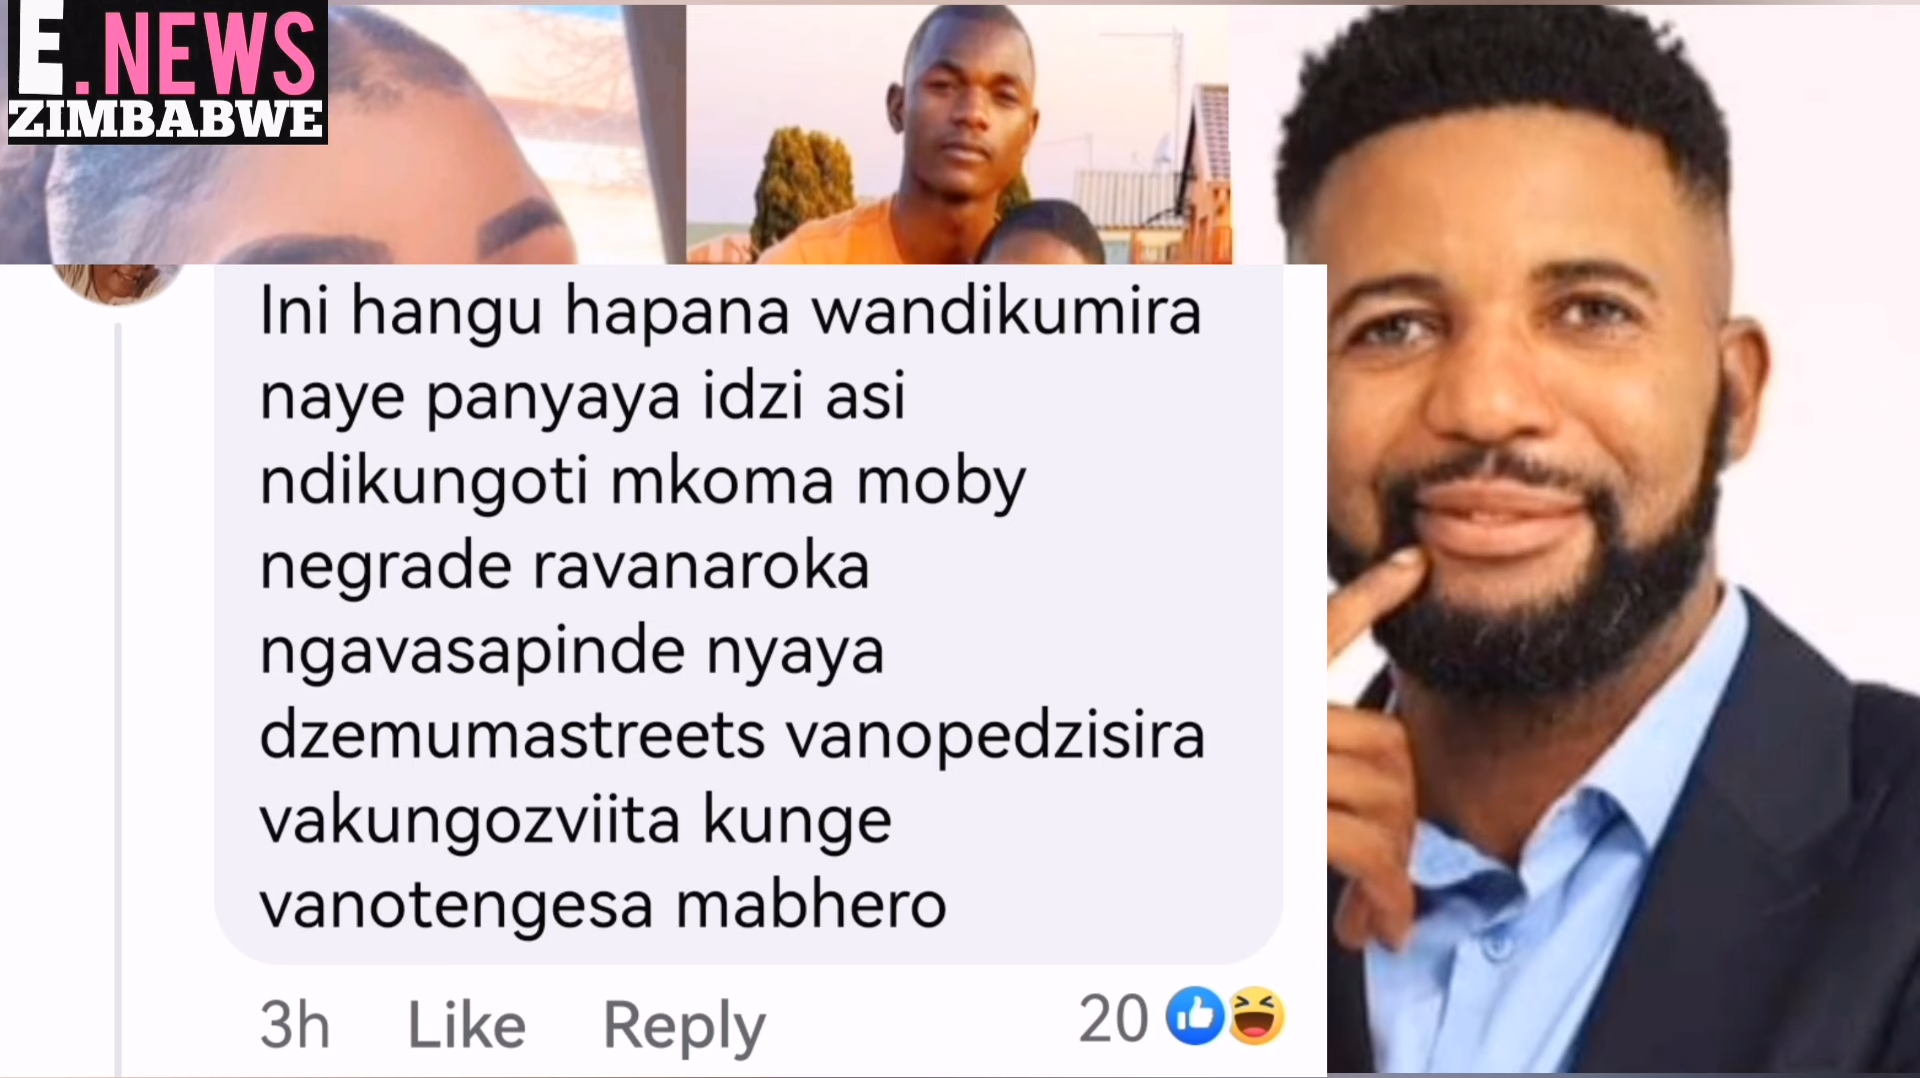 E.NEWS
ZIMBABWE
Ini hangu hapana wandikumira
naye panyaya idzi asi
ndikungoti mkoma moby
negrade ravanaroka
ngavasapinde nyaya
dzemumastreets vanopedzisira
vakungozviita kunge
vanotengesa mabhero
3h Like Reply 20